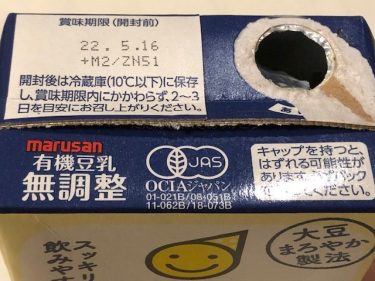 賞味期限(開封前)
22.5.16
+M2/ZN51
開封後は冷蔵庫(10℃以下)に保存
し、賞味期限内にかかわらず、2〜3
日を目安にお召し上がりください。
marusan
有機豆乳
無調整
JAS
OCIAジャパン
01-021B/08-051B
11-062B/18-073B
キャップを持つと、
はずれる可能性が
あります
ください。
スッキリ
飲みやす
大豆
まろやか
製法